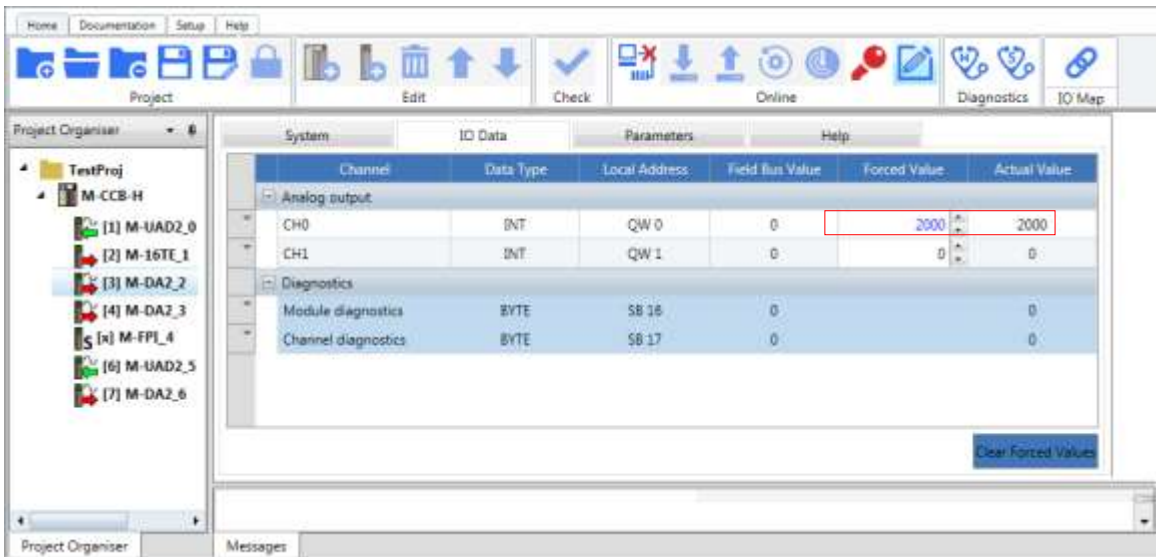 Home Documentation Setup Help
Project Edit Check Online Diagnostics IO Map
Project Organiser
TestProj
M-CCB-H
[1] M-UAD2_0
[2] M-16TE_1
[3] M-DA2_2
[4] M-DA2_3
[x] M-FPI_4
[6] M-UAD2_5
[7] M-DA2_6
System IO Data Parameters Help
Channel Data Type Local Address Field Bus Value Forced Value Actual Value
Analog output
CH0 INT QW 0 0 2000 2000
CH1 INT QW 1 0 0 0
Diagnostics
Module diagnostics BYTE SB 16 0 0
Channel diagnostics BYTE SB 17 0 0
Clear Forced Values
Project Organiser Messages